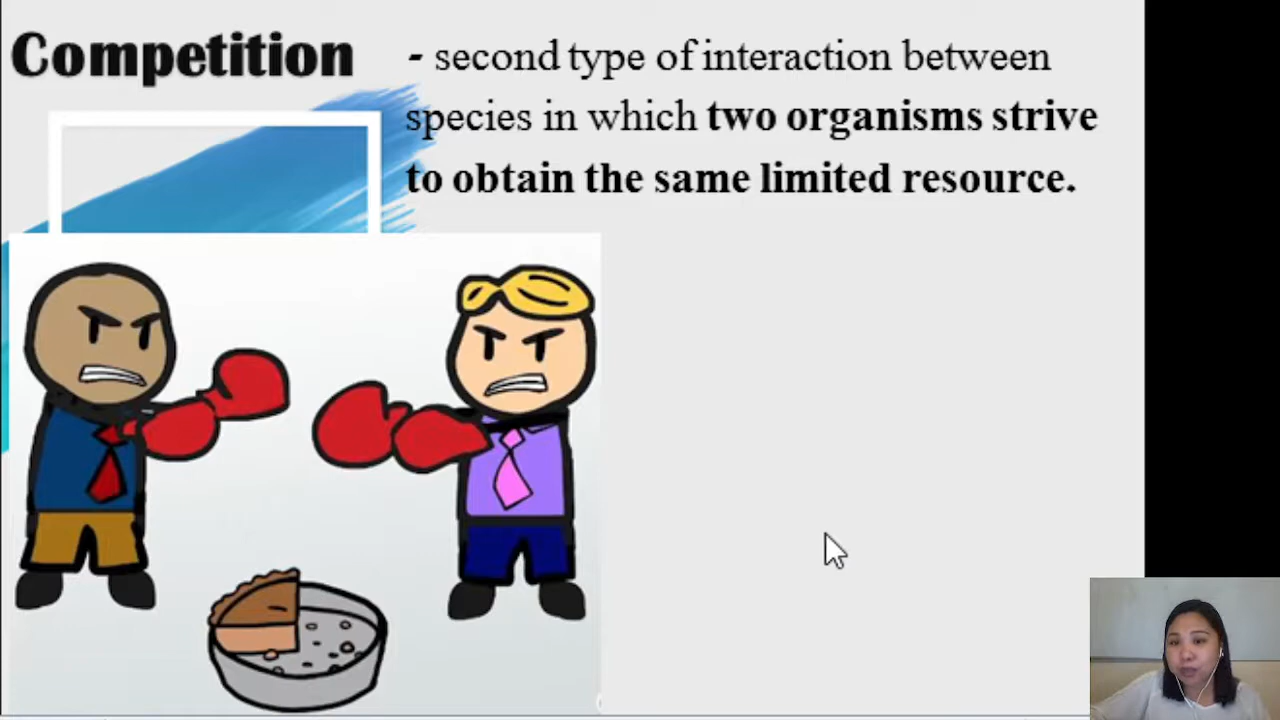 Competition
- second type of interaction between
species in which two organisms strive
to obtain the same limited resource.